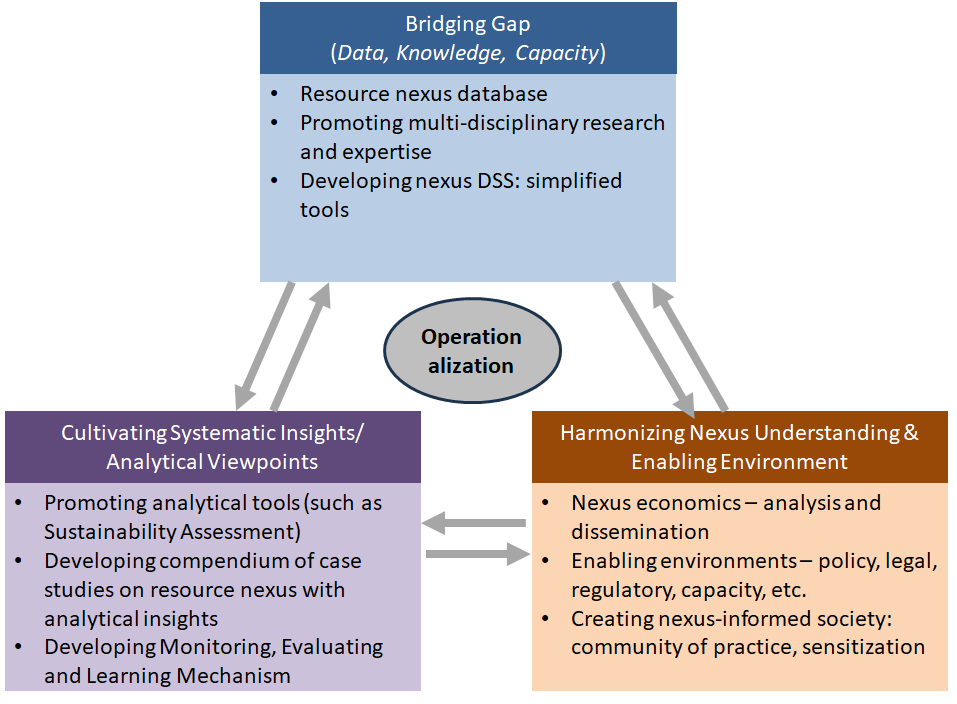 Bridging Gap
(Data, Knowledge, Capacity)
• Resource nexus database
• Promoting multi-disciplinary research
and expertise
• Developing nexus DSS: simplified
tools
Operation
alization
Cultivating Systematic Insights/
Analytical Viewpoints
• Promoting analytical tools (such as
Sustainability Assessment)
• Developing compendium of case
studies on resource nexus with
analytical insights
• Developing Monitoring, Evaluating
and Learning Mechanism
Harmonizing Nexus Understanding &
Enabling Environment
• Nexus economics – analysis and
dissemination
• Enabling environments – policy, legal,
regulatory, capacity, etc.
• Creating nexus-informed society:
community of practice, sensitization